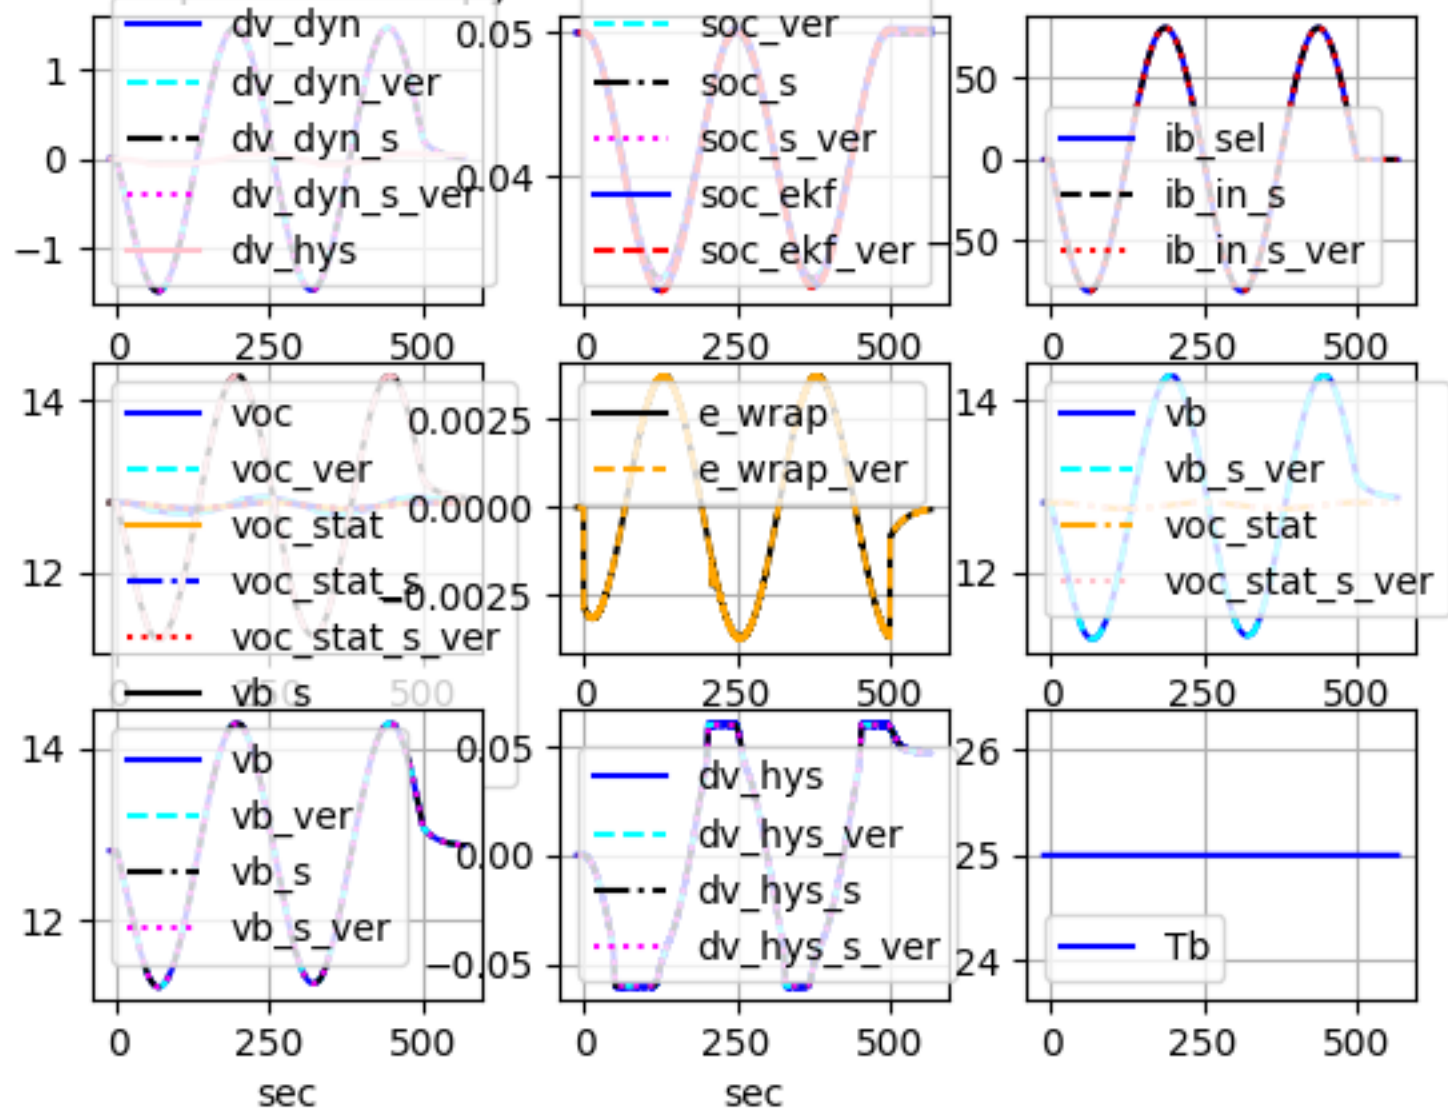 dv_dyn
dv_dyn_ver
dv_dyn_s
dv_dyn_s_ver
dv_hys
1
0
−1
0 250 500
soc_ver
soc_s
soc_s_ver
soc_ekf
soc_ekf_ver
0.05
0.04
0 250 500
ib_sel
ib_in_s
ib_in_s_ver
50
0
50
0 250 500
voc
voc_ver
voc_stat
voc_stat_s
voc_stat_s_ver
vb_s
14
12
0 500
e_wrap
e_wrap_ver
0.0025
0.0000
−0.0025
0 250 500
vb
vb_s_ver
voc_stat
voc_stat_s_ver
14
12
0 250 500
vb
vb_ver
vb_s
vb_s_ver
14
12
0 250 500
sec
dv_hys
dv_hys_ver
dv_hys_s
dv_hys_s_ver
0.05
0.00
−0.05
0 250 500
sec
Tb
26
25
24
0 250 500